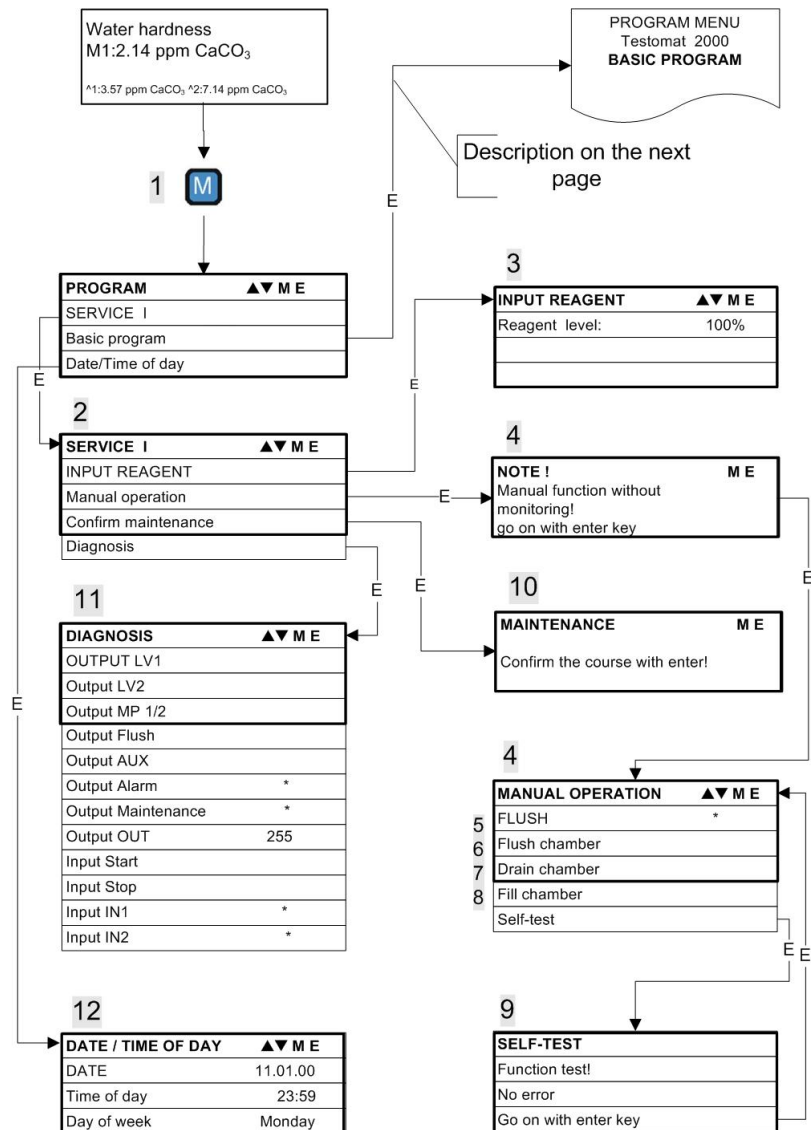 Water hardness
M1:2.14 ppm CaCO₃
^1:3.57 ppm CaCO₃ ^2:7.14 ppm CaCO₃
PROGRAM MENU
Testomat 2000
BASIC PROGRAM
Description on the next
page
1 M
E
PROGRAM ▲▼ M E
SERVICE I
Basic program
Date/Time of day
E
E
3
INPUT REAGENT ▲▼ M E
Reagent level: 100%
E
2
SERVICE I ▲▼ M E
INPUT REAGENT
Manual operation
Confirm maintenance
Diagnosis
E
E
E
4
NOTE ! M E
Manual function without
monitoring!
go on with enter key
E
10
MAINTENANCE M E
Confirm the course with enter!
11
DIAGNOSIS ▲▼ M E
OUTPUT LV1
Output LV2
Output MP 1/2
Output Flush
Output AUX
Output Alarm *
Output Maintenance *
Output OUT 255
Input Start
Input Stop
Input IN1 *
Input IN2 *
4
MANUAL OPERATION ▲▼ M E
5 FLUSH *
6 Flush chamber
7 Drain chamber
8 Fill chamber
Self-test
E E
12
DATE / TIME OF DAY ▲▼ M E
DATE 11.01.00
Time of day 23:59
Day of week Monday
9
SELF-TEST
Function test!
No error
Go on with enter key